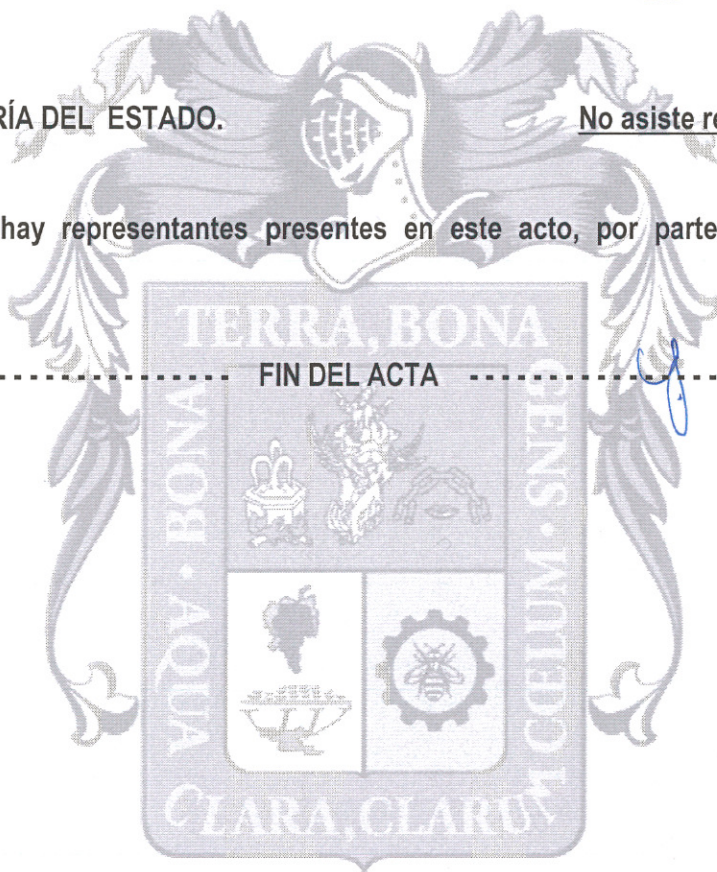 RÍA DEL ESTADO. No asiste re
hay representantes presentes en este acto, por parte
FIN DEL ACTA
TERRA, BONA
GENS · CŒLUM
AQUA · BONA
CLARA, CLARUM